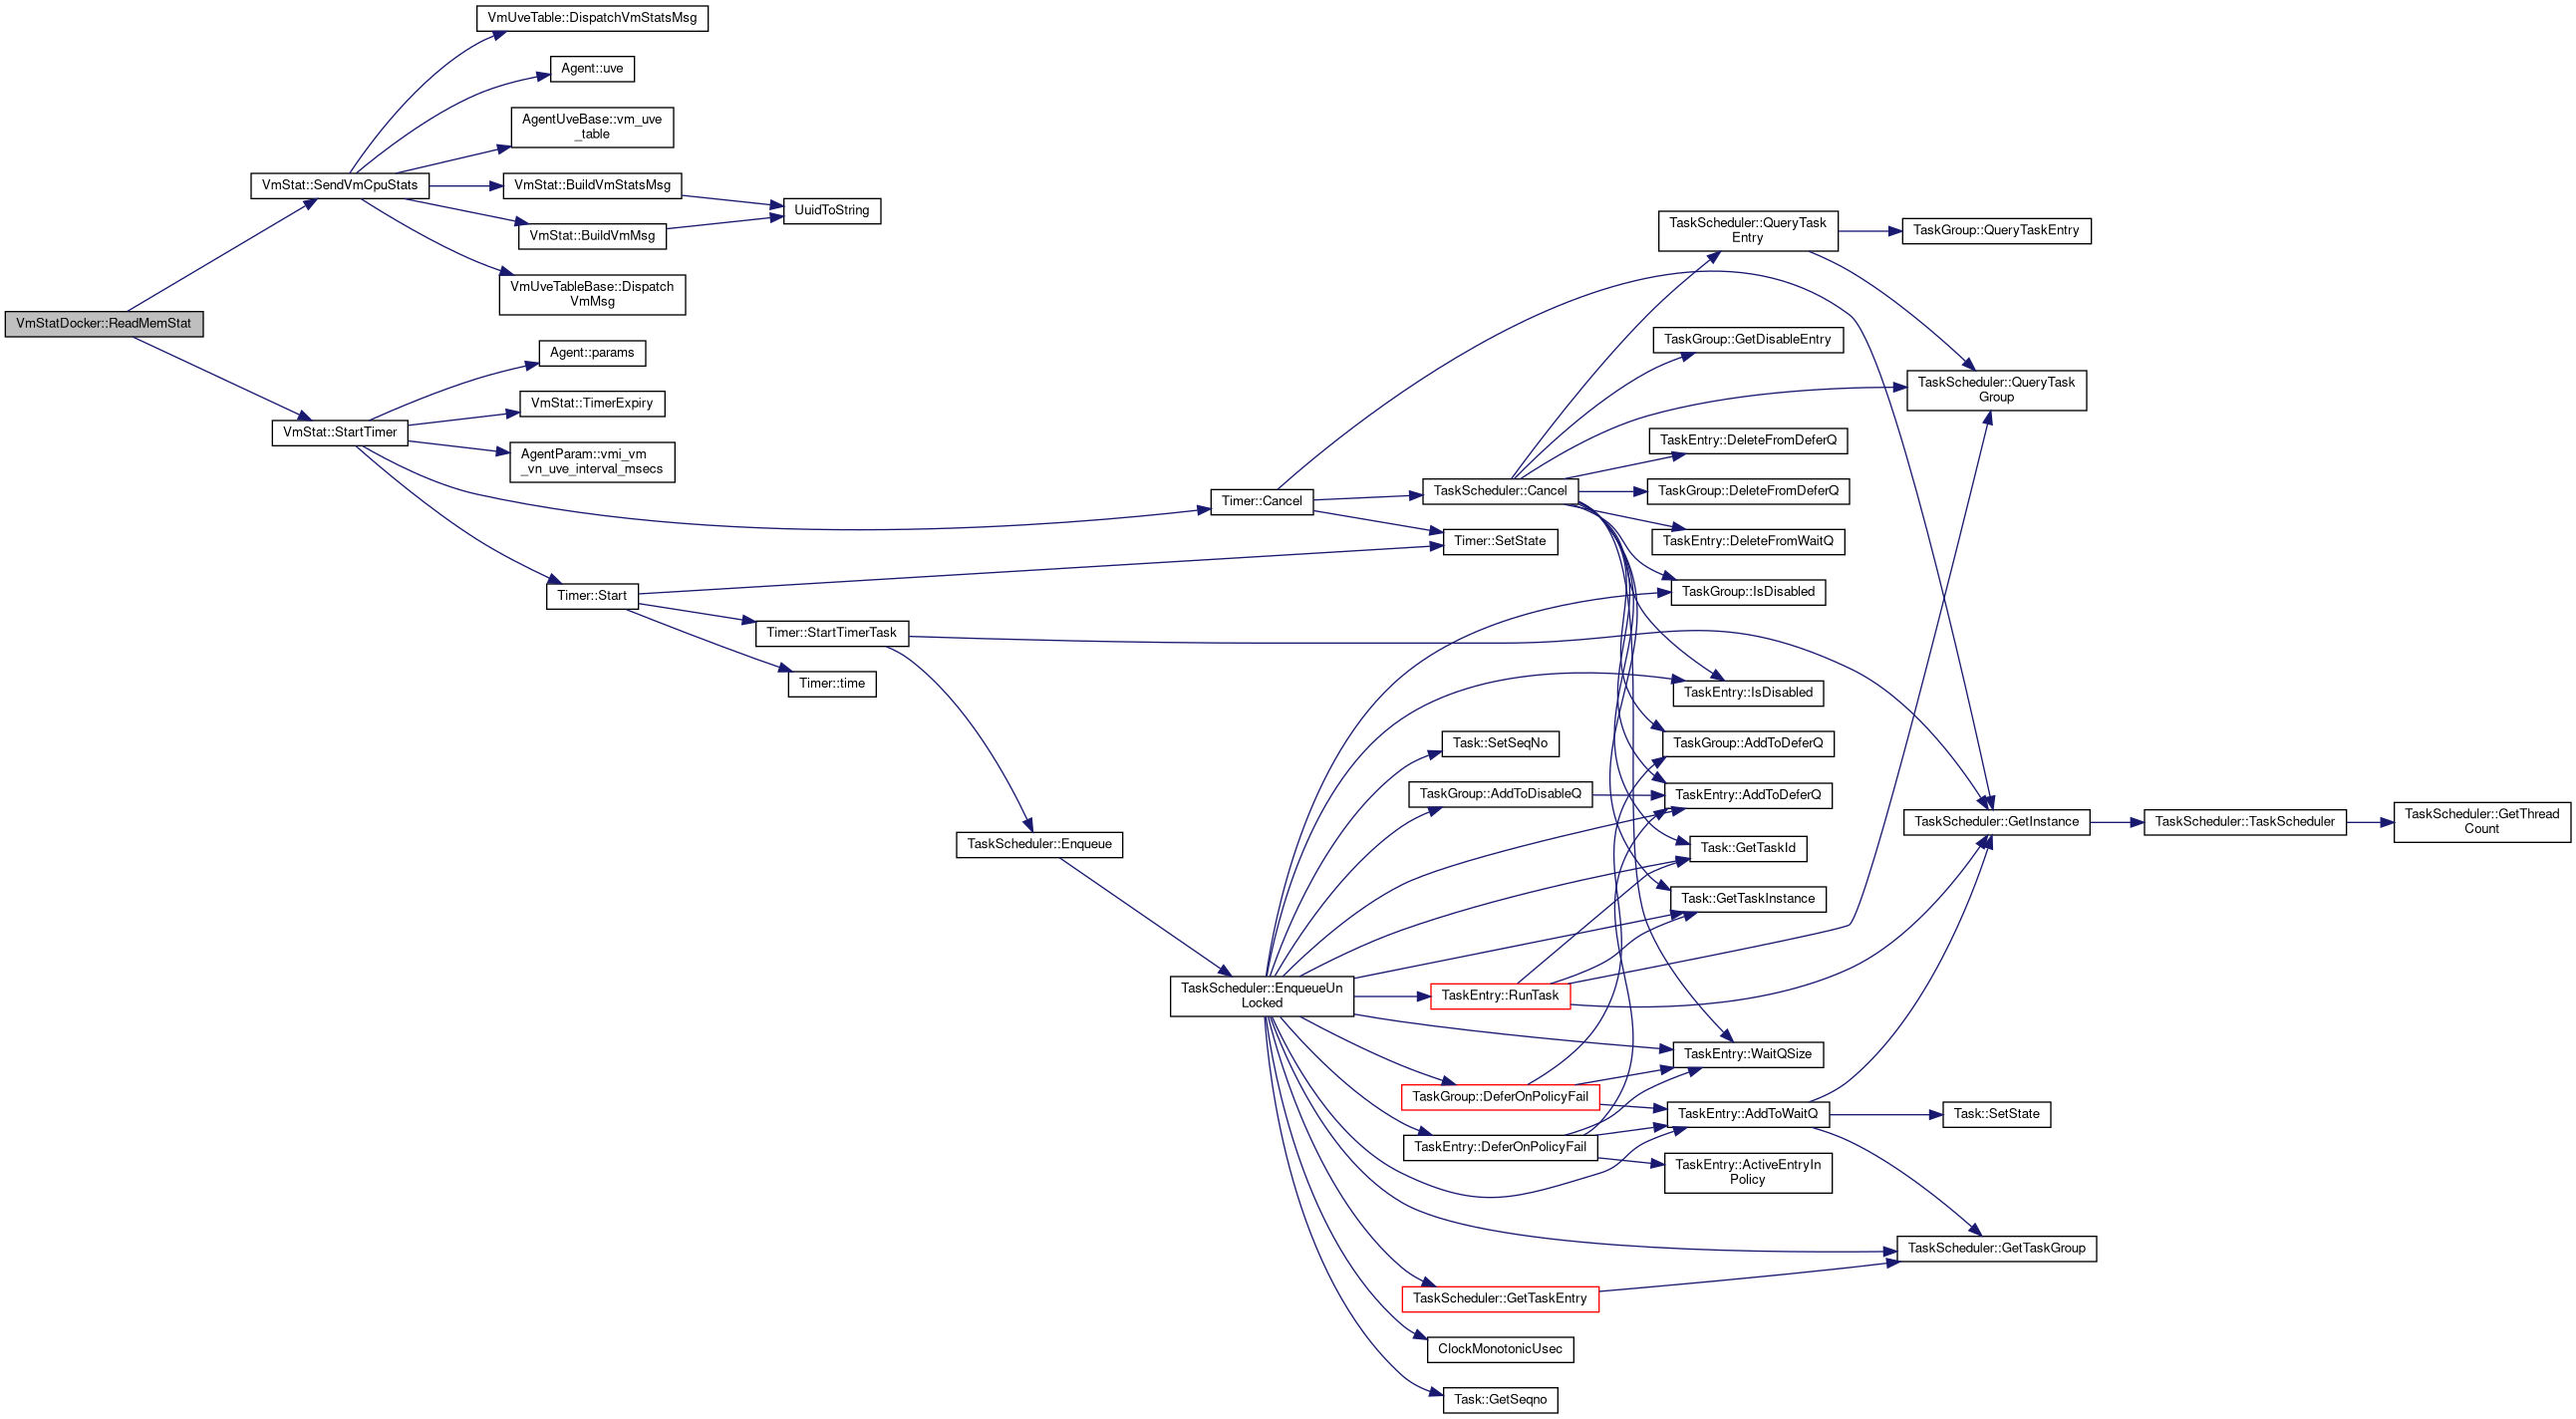 VmStatDocker::ReadMemStat
VmStat::SendVmCpuStats
VmUveTable::DispatchVmStatsMsg
Agent::uve
AgentUveBase::vm_uve
_table
VmStat::BuildVmStatsMsg
VmStat::BuildVmMsg
UuidToString
VmUveTableBase::Dispatch
VmMsg
VmStat::StartTimer
Agent::params
VmStat::TimerExpiry
AgentParam::vmi_vm
_vn_uve_interval_msecs
Timer::Cancel
Timer::Start
Timer::SetState
Timer::StartTimerTask
Timer::time
TaskScheduler::Cancel
TaskScheduler::QueryTask
Entry
TaskGroup::QueryTaskEntry
TaskGroup::GetDisableEntry
TaskScheduler::QueryTask
Group
TaskEntry::DeleteFromDeferQ
TaskGroup::DeleteFromDeferQ
TaskEntry::DeleteFromWaitQ
TaskGroup::IsDisabled
TaskEntry::IsDisabled
Task::SetSeqNo
TaskGroup::AddToDeferQ
TaskGroup::AddToDisableQ
TaskEntry::AddToDeferQ
TaskScheduler::Enqueue
Task::GetTaskId
TaskScheduler::GetInstance
TaskScheduler::TaskScheduler
TaskScheduler::GetThread
Count
Task::GetTaskInstance
TaskScheduler::EnqueueUn
Locked
TaskEntry::RunTask
TaskEntry::WaitQSize
TaskGroup::DeferOnPolicyFail
TaskEntry::AddToWaitQ
Task::SetState
TaskEntry::DeferOnPolicyFail
TaskEntry::ActiveEntryIn
Policy
TaskScheduler::GetTaskGroup
TaskScheduler::GetTaskEntry
ClockMonotonicUsec
Task::GetSeqno